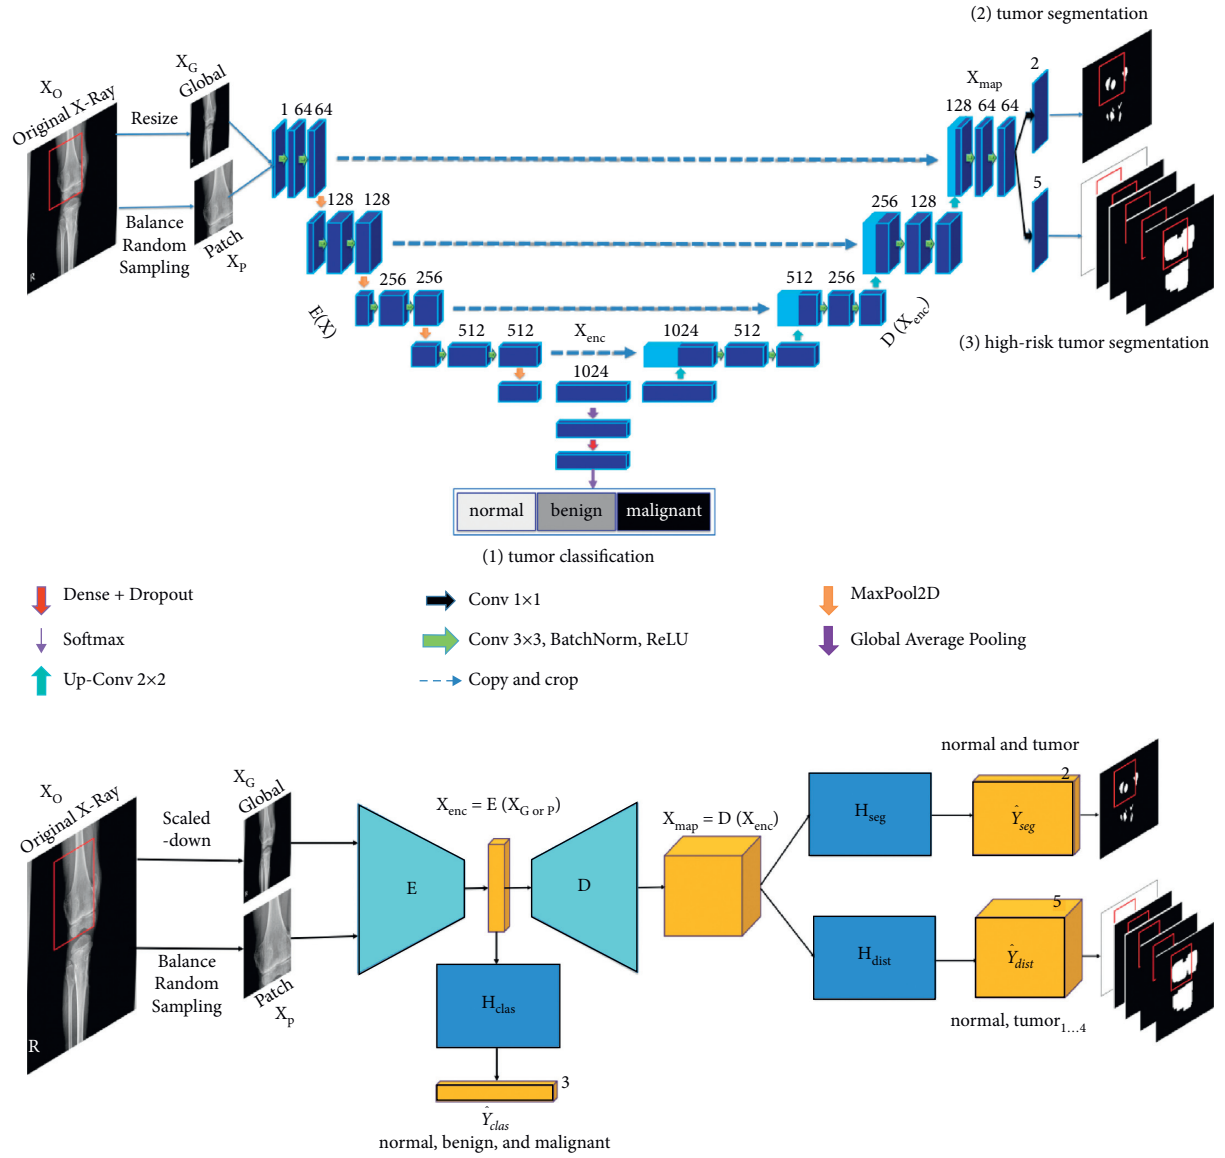 (2) tumor segmentation
X_O
Original X-Ray
X_G
Global
Resize
Balance
Random
Sampling
Patch
X_P
R
1 64 64
128 128
256 256
512 512
E(X)
X_enc
1024
1024 512
512 256
256 128
D (X_enc)
X_map
128 64 64
2
5
(3) high-risk tumor segmentation
normal benign malignant
(1) tumor classification
Dense + Dropout
Softmax
Up-Conv 2×2
Conv 1×1
Conv 3×3, BatchNorm, ReLU
Copy and crop
MaxPool2D
Global Average Pooling
X_O
Original X-Ray
Scaled
-down
X_G
Global
Balance
Random
Sampling
Patch
X_P
R
X_enc = E (X_G or P)
E
D
H_clas
3
Ŷ_clas
normal, benign, and malignant
X_map = D (X_enc)
H_seg
normal and tumor
2
Ŷ_seg
H_dist
5
Ŷ_dist
normal, tumor_1…4